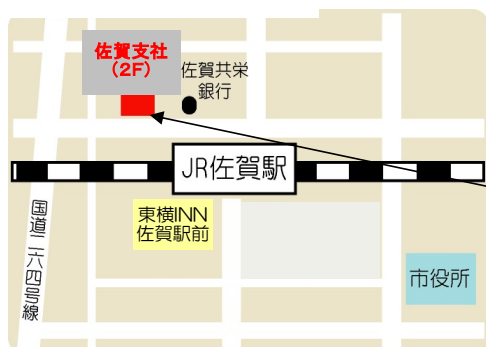 佐賀支社
（2F）
佐賀共栄
銀行
JR佐賀駅
東横INN
佐賀駅前
国道二六四号線
市役所